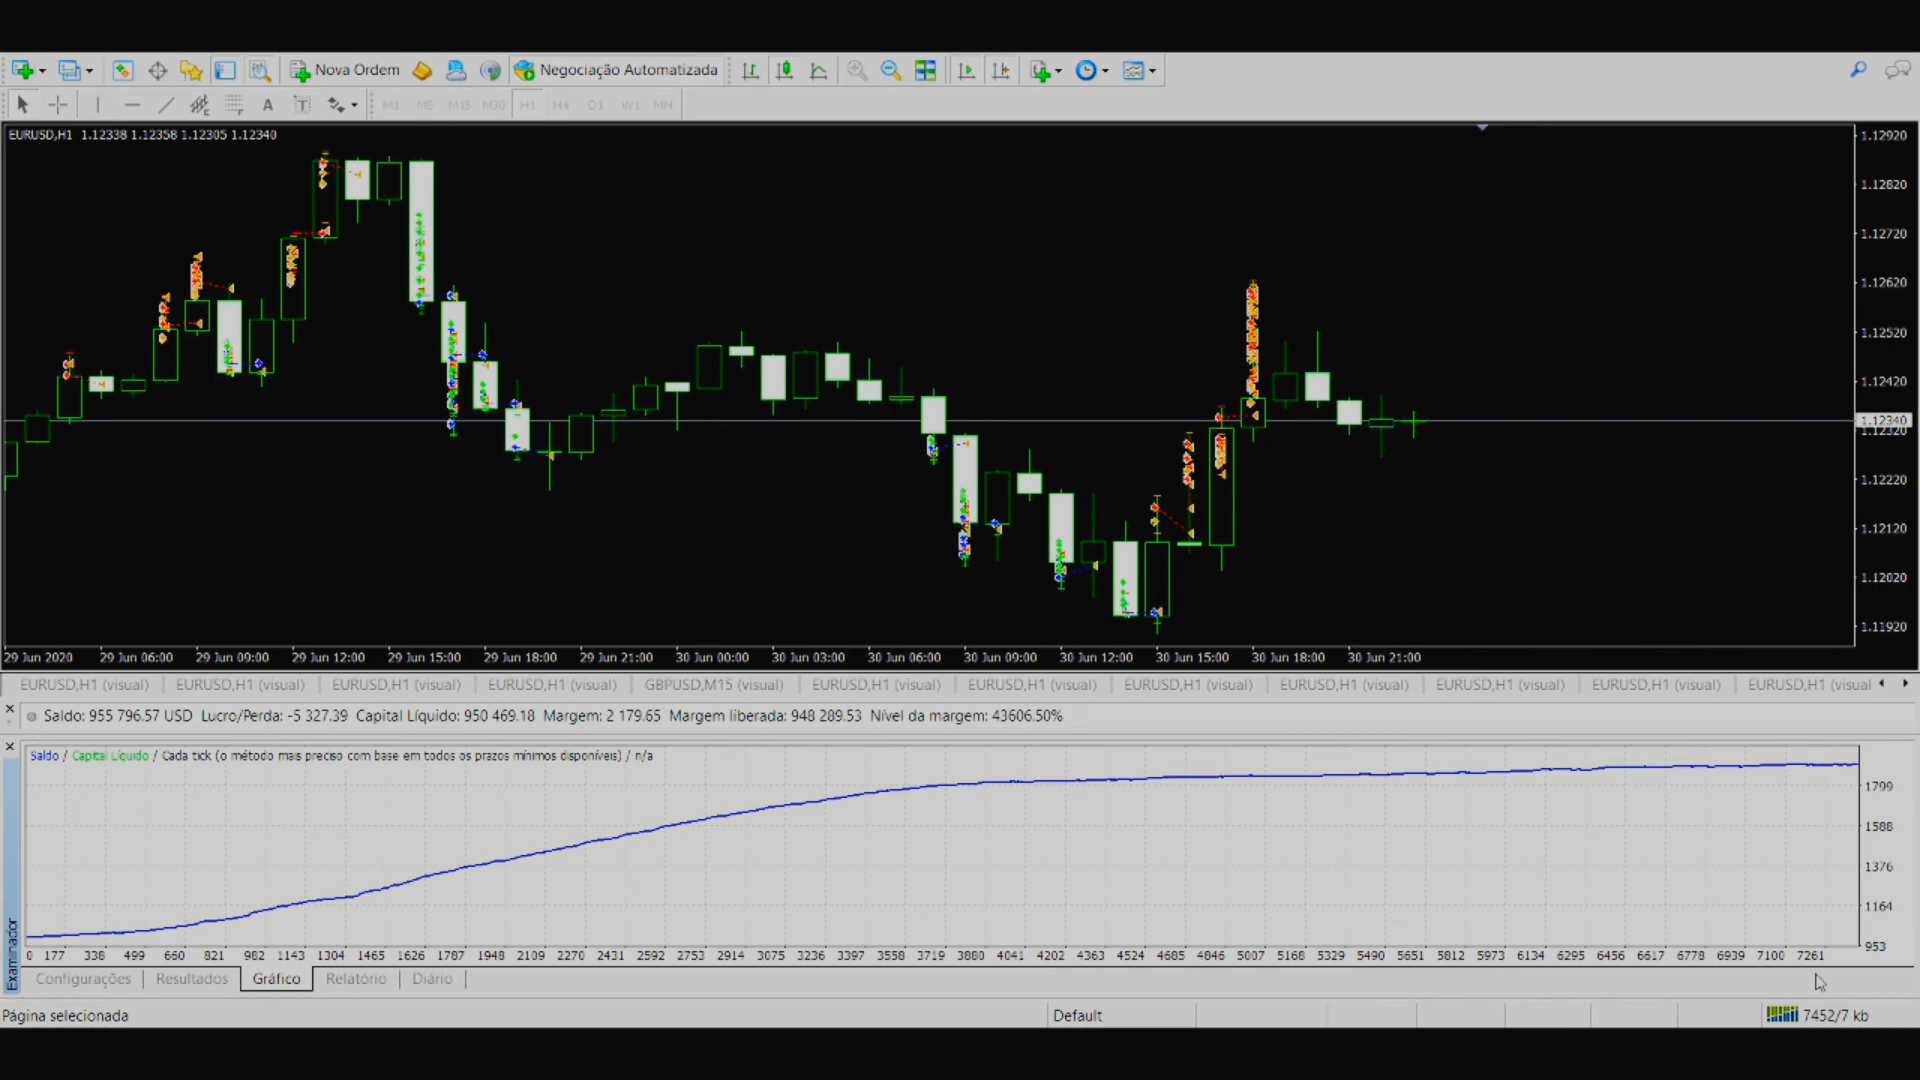 Nova Ordem Negociação Automatizada
A T M1 M5 M15 M30 H1 H4 D1 W1 MN
EURUSD,H1 1.12338 1.12358 1.12305 1.12340
1.12920
1.12820
1.12720
1.12620
1.12520
1.12420
1.12340
1.12320
1.12220
1.12120
1.12020
1.11920
29 Jun 2020 29 Jun 06:00 29 Jun 09:00 29 Jun 12:00 29 Jun 15:00 29 Jun 18:00 29 Jun 21:00 30 Jun 00:00 30 Jun 03:00 30 Jun 06:00 30 Jun 09:00 30 Jun 12:00 30 Jun 15:00 30 Jun 18:00 30 Jun 21:00
EURUSD,H1 (visual) EURUSD,H1 (visual) EURUSD,H1 (visual) EURUSD,H1 (visual) GBPUSD,M15 (visual) EURUSD,H1 (visual) EURUSD,H1 (visual) EURUSD,H1 (visual) EURUSD,H1 (visual) EURUSD,H1 (visual) EURUSD,H1 (visual) EURUSD,H1 (visual
Saldo: 955 796.57 USD Lucro/Perda: -5 327.39 Capital Líquido: 950 469.18 Margem: 2 179.65 Margem liberada: 948 289.53 Nível da margem: 43606.50%
Saldo / Capital Líquido / Cada tick (o método mais preciso com base em todos os prazos mínimos disponíveis) / n/a
1799
1588
1376
1164
953
0 177 338 499 660 821 982 1143 1304 1465 1626 1787 1948 2109 2270 2431 2592 2753 2914 3075 3236 3397 3558 3719 3880 4041 4202 4363 4524 4685 4846 5007 5168 5329 5490 5651 5812 5973 6134 6295 6456 6617 6778 6939 7100 7261
Examinador
Configurações Resultados Gráfico Relatório Diário
Página selecionada Default 7452/7 kb